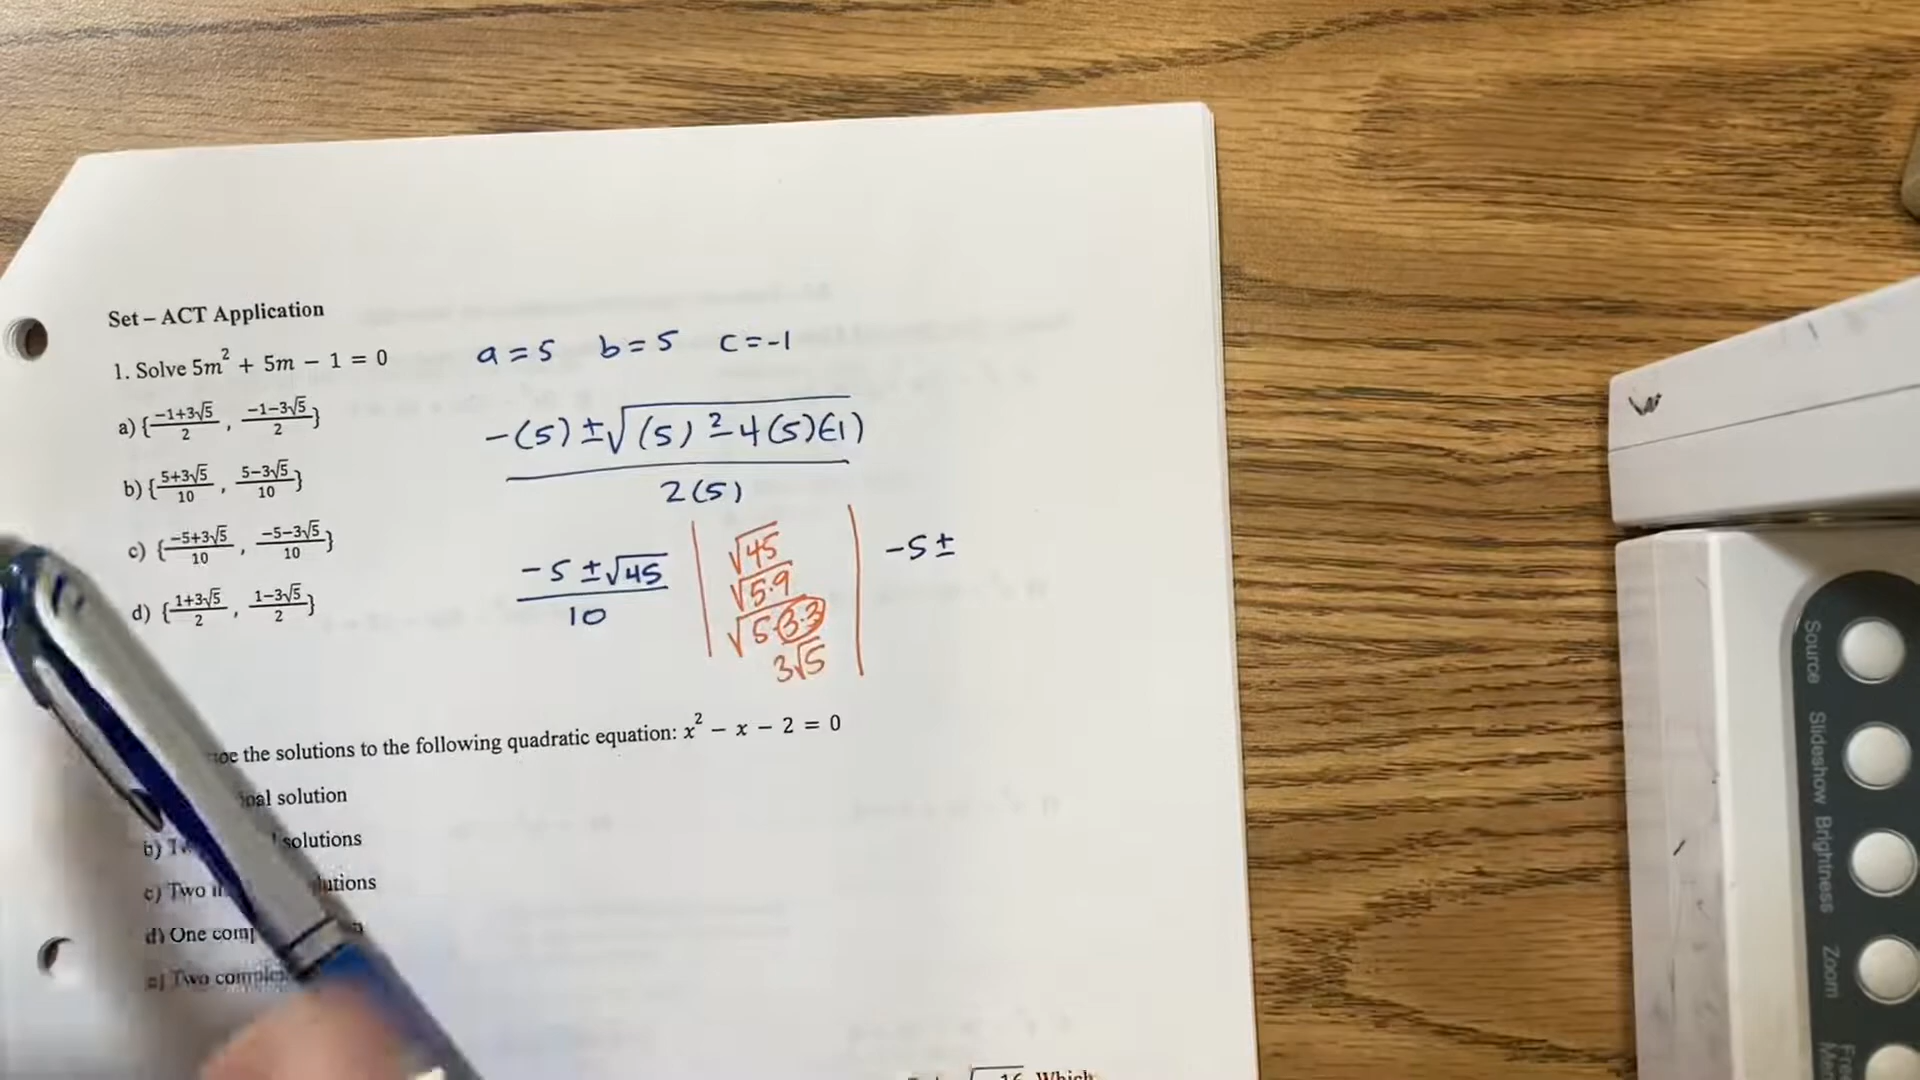 Set – ACT Application
1. Solve 5m² + 5m − 1 = 0
a = 5 b = 5 c = -1
a) {(−1+3√5)/2, (−1−3√5)/2}
b) {(5+3√5)/10, (5−3√5)/10}
c) {(−5+3√5)/10, (−5−3√5)/10}
d) {(1+3√5)/2, (1−3√5)/2}
-(5) ± √(5)² - 4(5)(-1)
2(5)
-5 ± √45
10
√45
√5·9
√5·3·3
3√5
-5 ±
the solutions to the following quadratic equation: x² − x − 2 = 0
solution
b) solutions
c) Two
d) One
e) Two
Which
Source
Slideshow
Brightness
Zoom